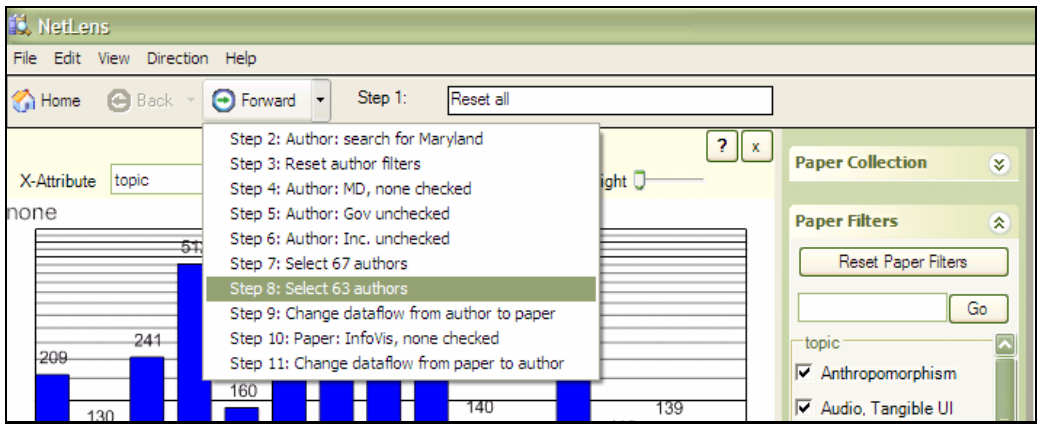 NetLens
File Edit View Direction Help
Home Back Forward Step 1: Reset all
Step 2: Author: search for Maryland
Step 3: Reset author filters
Step 4: Author: MD, none checked
Step 5: Author: Gov unchecked
Step 6: Author: Inc. unchecked
Step 7: Select 67 authors
Step 8: Select 63 authors
Step 9: Change dataflow from author to paper
Step 10: Paper: InfoVis, none checked
Step 11: Change dataflow from paper to author
? x
X-Attribute topic
ight
none
51
241
209
160
130
140
139
Paper Collection
Paper Filters
Reset Paper Filters
Go
topic
Anthropomorphism
Audio, Tangible UI